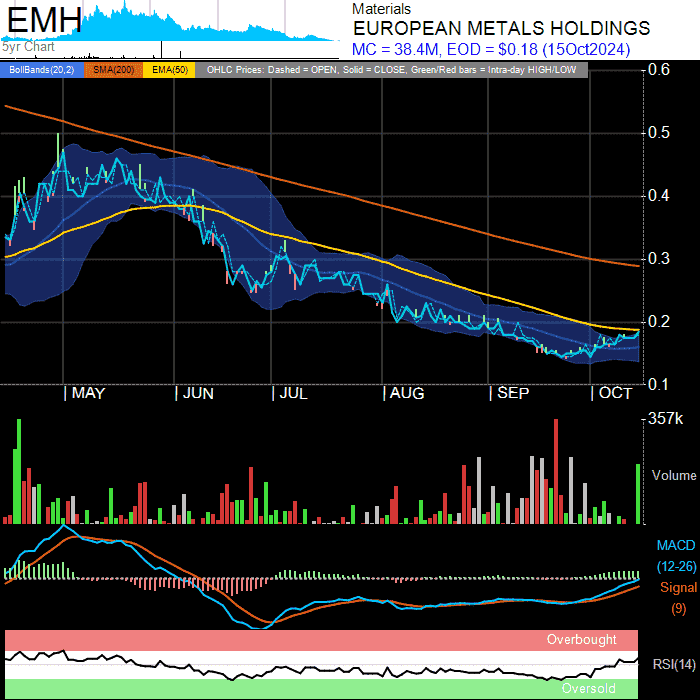 EMH
5yr Chart
Materials
EUROPEAN METALS HOLDINGS
MC = 38.4M, EOD = $0.18 (15Oct2024)
BollBands(20,2) SMA(200) EMA(50) OHLC Prices: Dashed = OPEN, Solid = CLOSE, Green/Red bars = Intra-day HIGH/LOW
0.6
0.5
0.4
0.3
0.2
0.1
| MAY | JUN | JUL | AUG | SEP | OCT
357k
Volume
MACD
(12-26)
Signal
(9)
Overbought
RSI(14)
Oversold